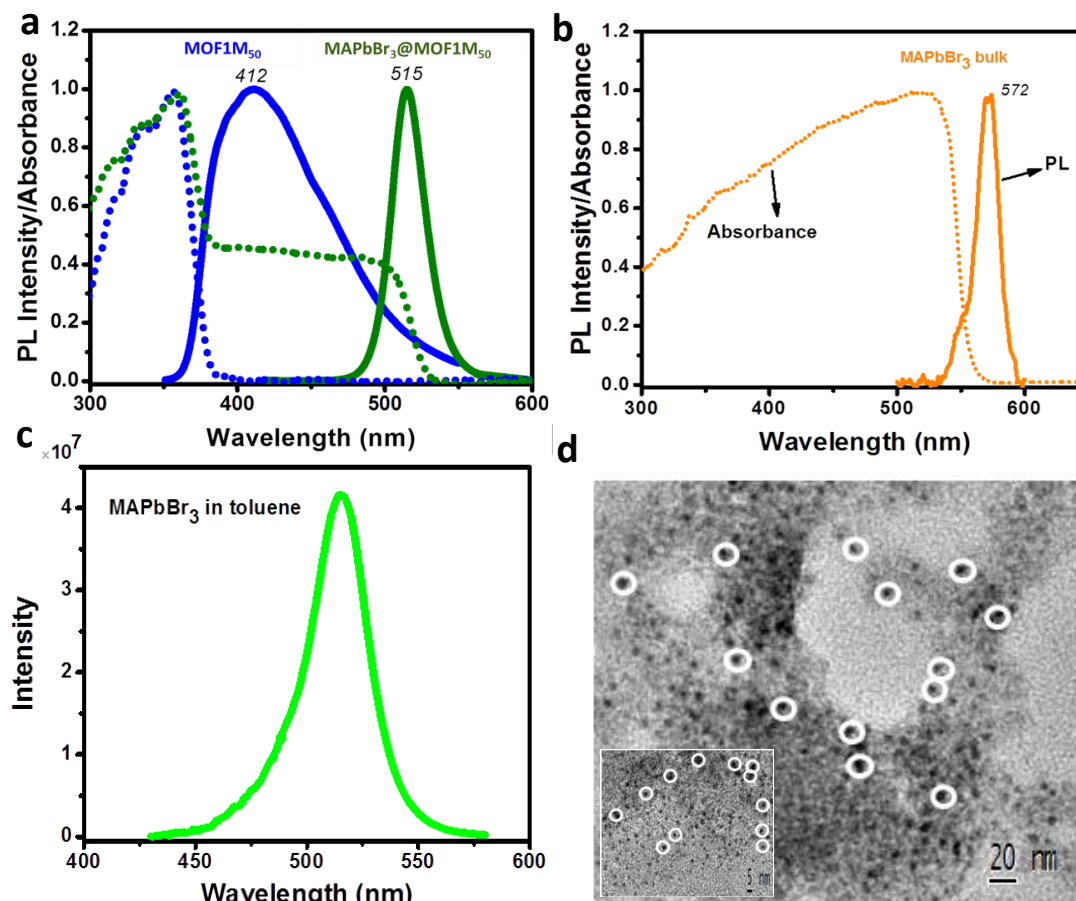 a
MOF1M₅₀
MAPbBr₃@MOF1M₅₀
412
515
PL Intensity/Absorbance
1.2
1.0
0.8
0.6
0.4
0.2
0.0
300
400
500
600
Wavelength (nm)
b
MAPbBr₃ bulk
572
PL
Absorbance
PL Intensity/Absorbance
1.2
1.0
0.8
0.6
0.4
0.2
0.0
300
400
500
600
Wavelength (nm)
c
×10⁷
MAPbBr₃ in toluene
Intensity
4
3
2
1
0
400
450
500
550
600
Wavelength (nm)
d
5 nm
20 nm